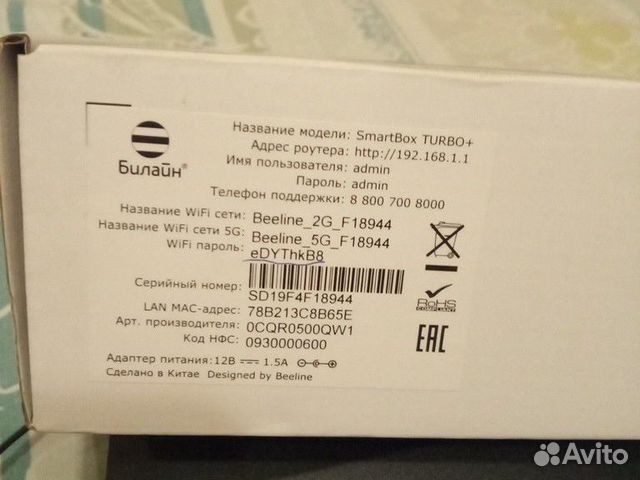 Билайн®
Название модели: SmartBox TURBO+
Адрес роутера: http://192.168.1.1
Имя пользователя: admin
Пароль: admin
Телефон поддержки: 8 800 700 8000
Название WiFi сети: Beeline_2G_F18944
Название WiFi сети 5G: Beeline_5G_F18944
WiFi пароль: eDYThkB8
Серийный номер:
SD19F4F18944
LAN MAC-адрес: 78B213C8B65E
Арт. производителя: 0CQR0500QW1
Код НФС: 0930000600
Адаптер питания: 12В 1.5А
Сделано в Китае Designed by Beeline
RoHS
COMPLIANT
EAC
Avito